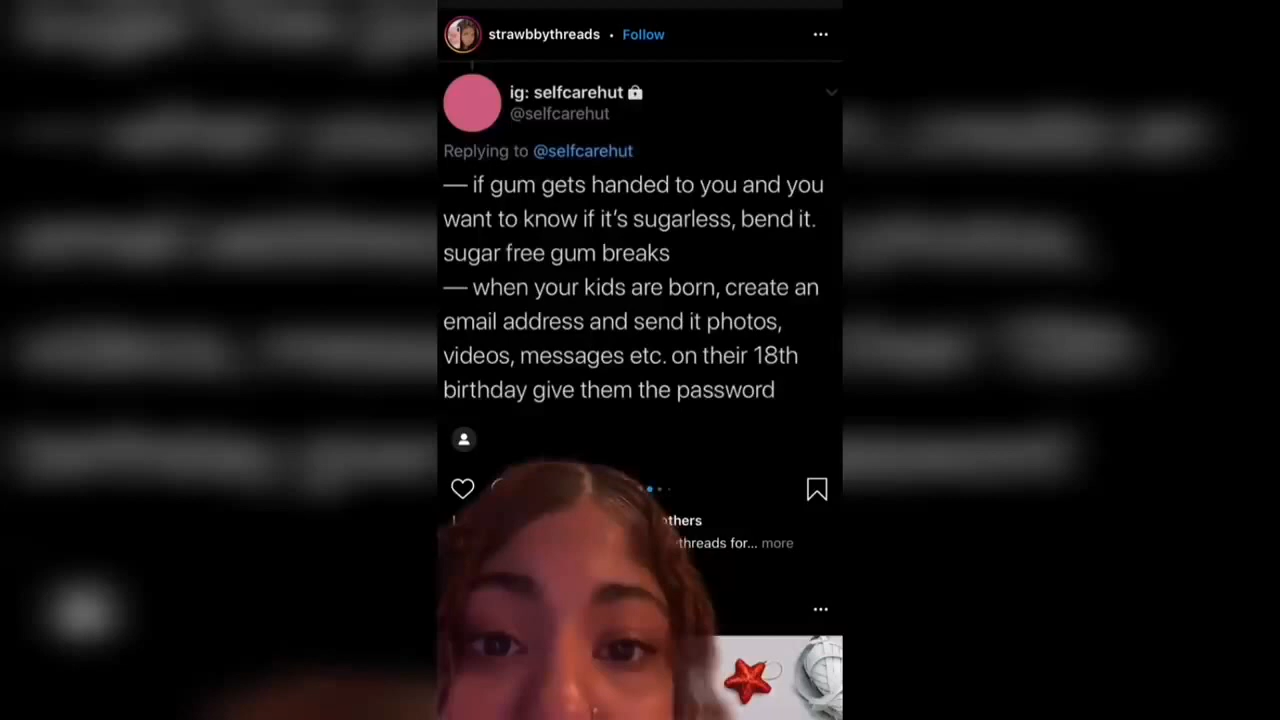 strawbbythreads • Follow
ig: selfcarehut
@selfcarehut
Replying to @selfcarehut
— if gum gets handed to you and you
want to know if it's sugarless, bend it.
sugar free gum breaks
— when your kids are born, create an
email address and send it photos,
videos, messages etc. on their 18th
birthday give them the password
others
threads for... more